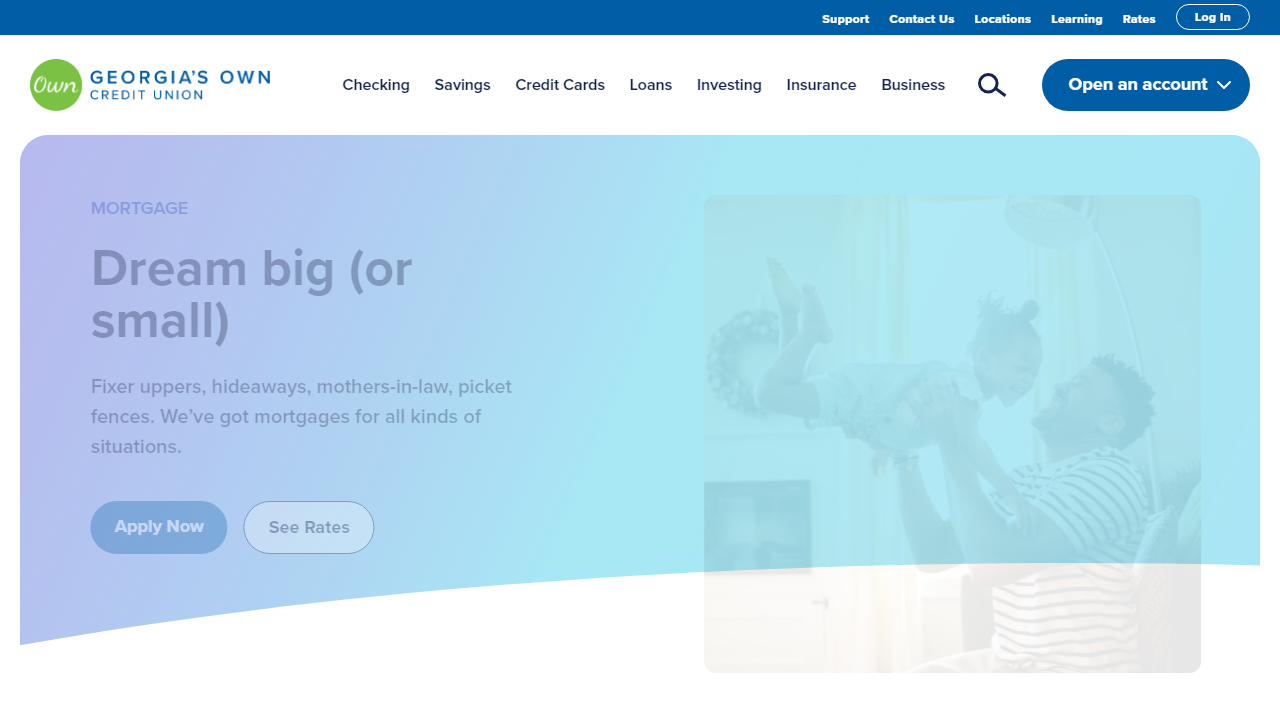 Support Contact Us Locations Learning Rates Log In
Own GEORGIA'S OWN
CREDIT UNION
Checking Savings Credit Cards Loans Investing Insurance Business
Open an account
MORTGAGE
Dream big (or
small)
Fixer uppers, hideaways, mothers-in-law, picket
fences. We’ve got mortgages for all kinds of
situations.
Apply Now See Rates